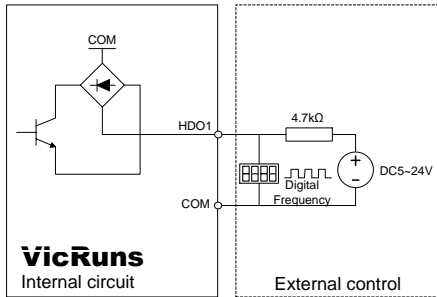 COM
HDO1
4.7kΩ
DC5~24V
Digital
Frequency
COM
VicRuns
Internal circuit
External control